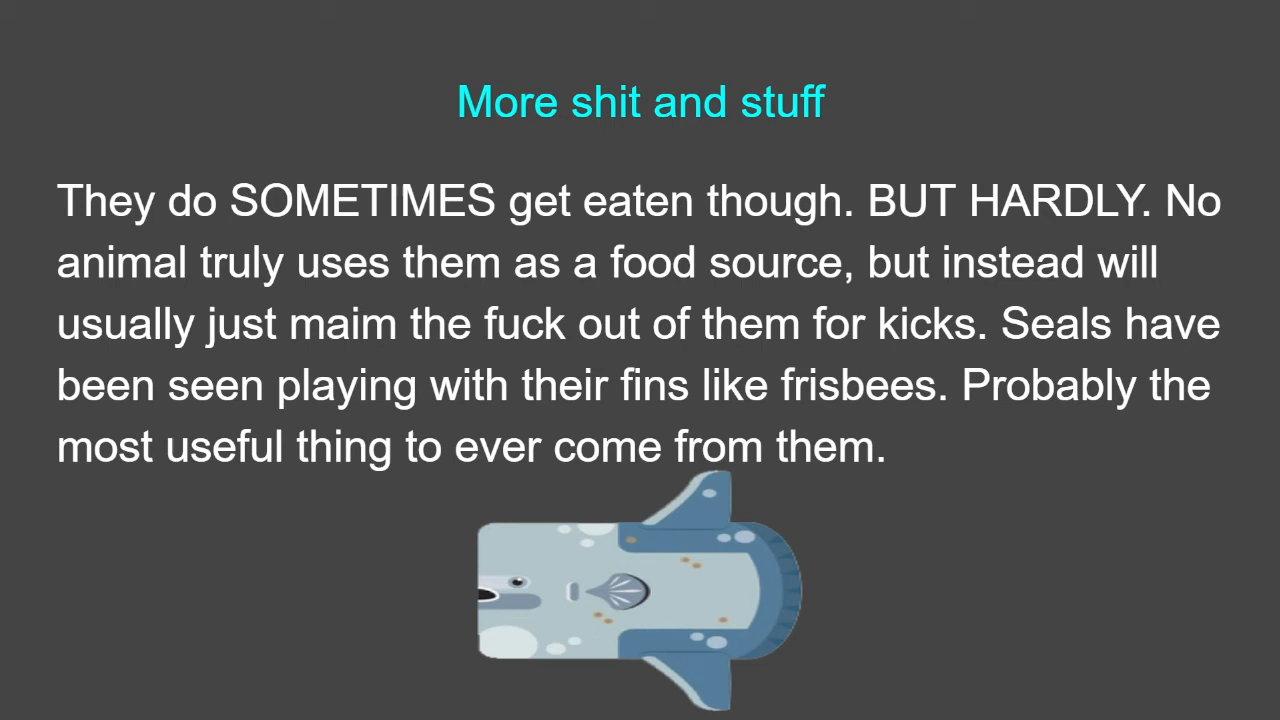 More shit and stuff
They do SOMETIMES get eaten though. BUT HARDLY. No
animal truly uses them as a food source, but instead will
usually just maim the fuck out of them for kicks. Seals have
been seen playing with their fins like frisbees. Probably the
most useful thing to ever come from them.